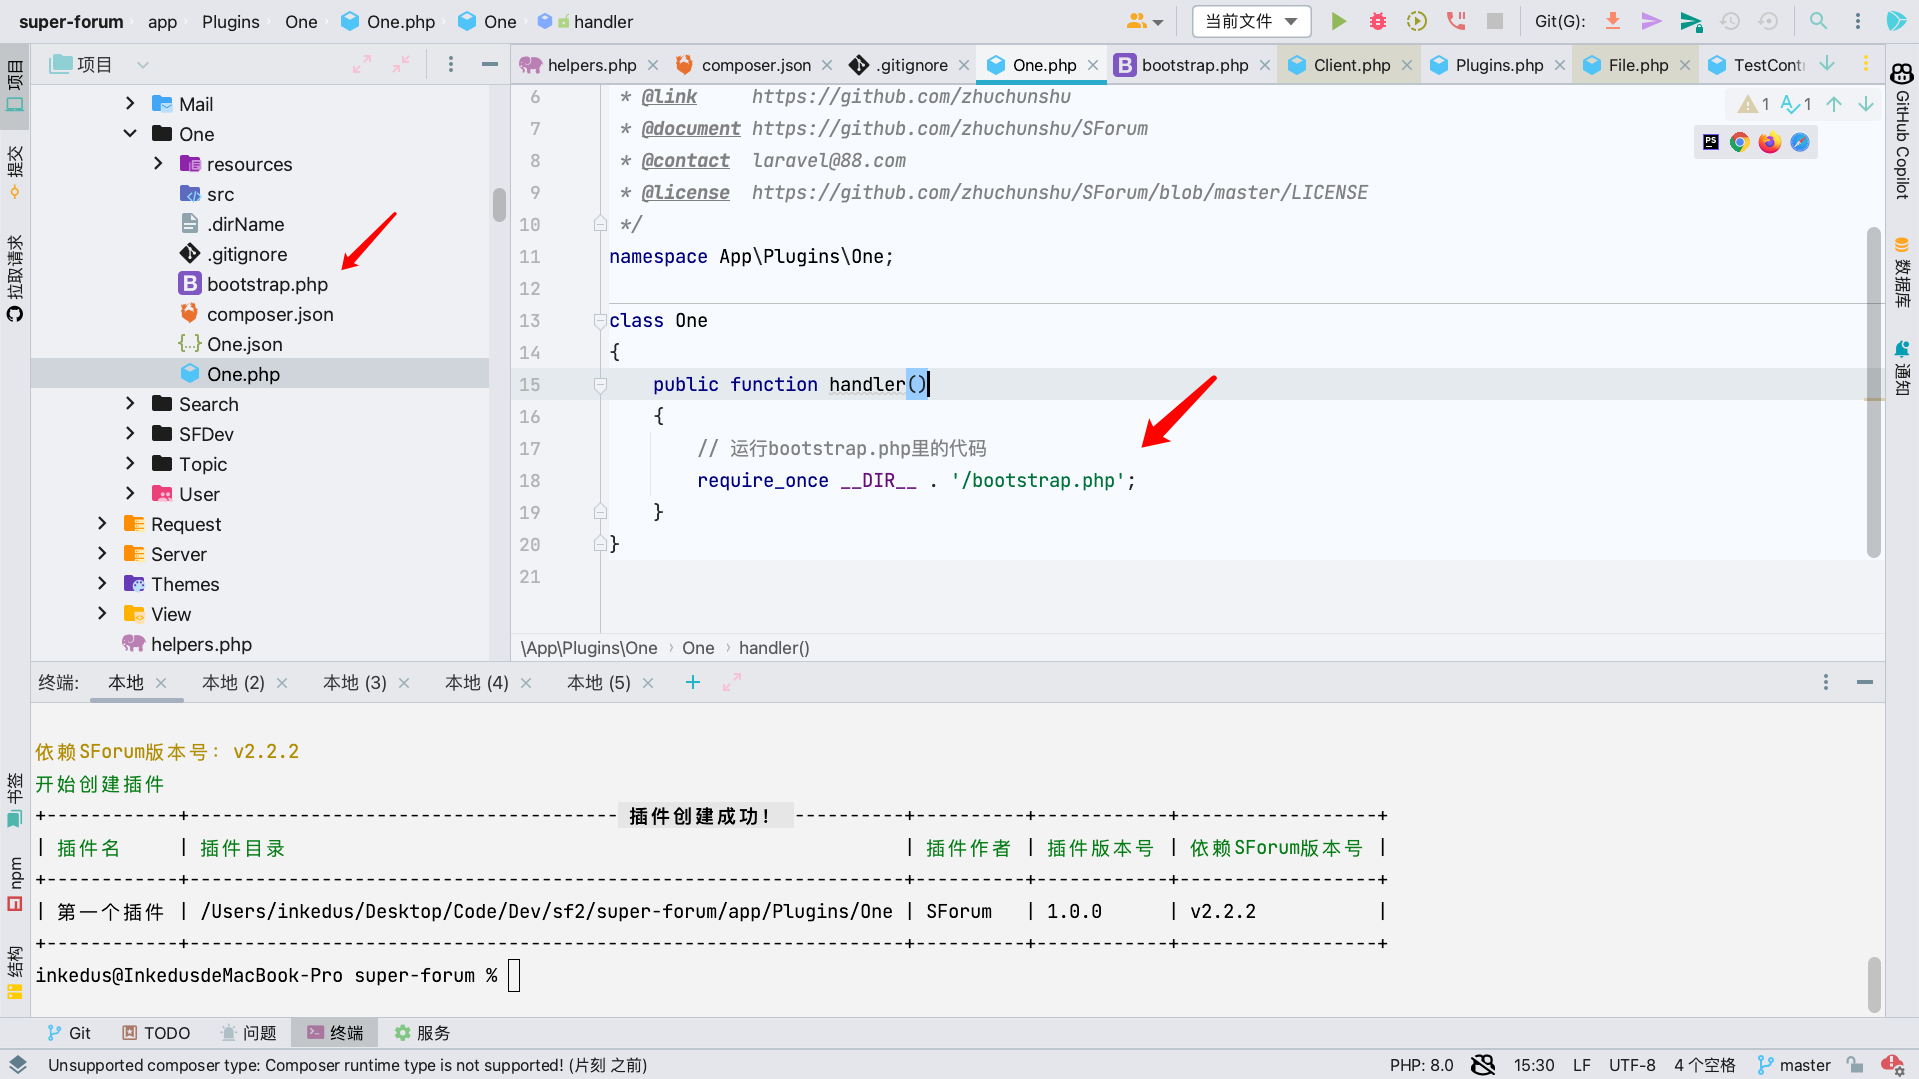 super-forum app Plugins One One.php One handler
当前文件
Git(G):
项目
helpers.php
composer.json
.gitignore
One.php
bootstrap.php
Client.php
Plugins.php
File.php
TestContr
项目
提交
拉取请求
书签
npm
结构
Mail
One
resources
src
.dirName
.gitignore
bootstrap.php
composer.json
One.json
One.php
Search
SFDev
Topic
User
Request
Server
Themes
View
helpers.php
6 * @link https://github.com/zhuchunshu
7 * @document https://github.com/zhuchunshu/SForum
8 * @contact laravel@88.com
9 * @license https://github.com/zhuchunshu/SForum/blob/master/LICENSE
10 */
11 namespace App\Plugins\One;
12
13 class One
14 {
15 public function handler()
16 {
17 // 运行bootstrap.php里的代码
18 require_once __DIR__ . '/bootstrap.php';
19 }
20 }
21
1 1
PS
\App\Plugins\One One handler()
GitHub Copilot
数据库
通知
终端: 本地 本地 (2) 本地 (3) 本地 (4) 本地 (5)
依赖SForum版本号：v2.2.2
开始创建插件
+------------+--------------------------------------- 插件创建成功！ ----------+----------+------------+------------------+
| 插件名 | 插件目录 | 插件作者 | 插件版本号 | 依赖SForum版本号 |
+------------+-----------------------------------------------------------------+----------+------------+------------------+
| 第一个插件 | /Users/inkedus/Desktop/Code/Dev/sf2/super-forum/app/Plugins/One | SForum | 1.0.0 | v2.2.2 |
+------------+-----------------------------------------------------------------+----------+------------+------------------+
inkedus@InkedusdeMacBook-Pro super-forum %
Git TODO 问题 终端 服务
Unsupported composer type: Composer runtime type is not supported! (片刻 之前)
PHP: 8.0 15:30 LF UTF-8 4 个空格 master